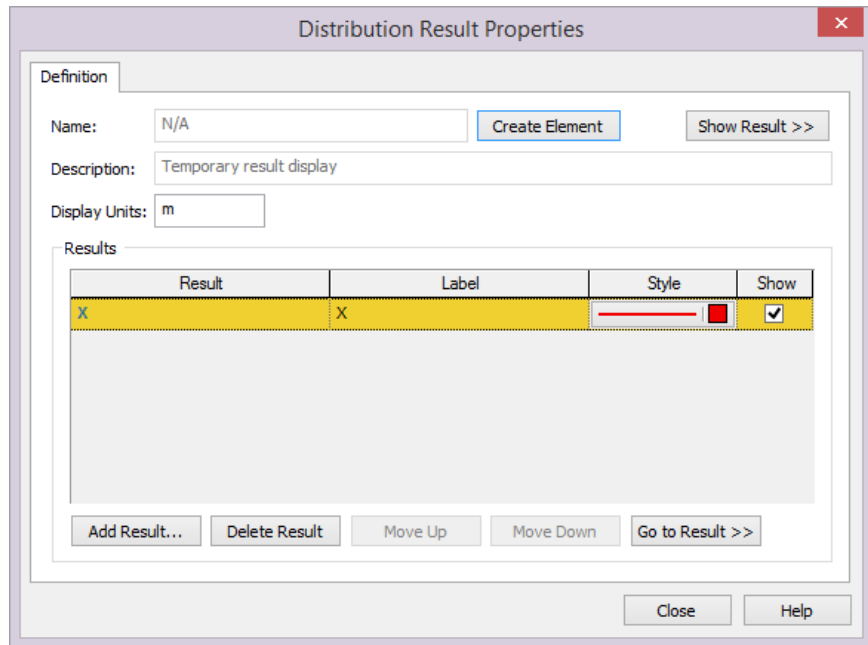 Distribution Result Properties
Definition
Name: N/A Create Element Show Result >>
Description: Temporary result display
Display Units: m
Results
Result Label Style Show
X X
Add Result... Delete Result Move Up Move Down Go to Result >>
Close Help